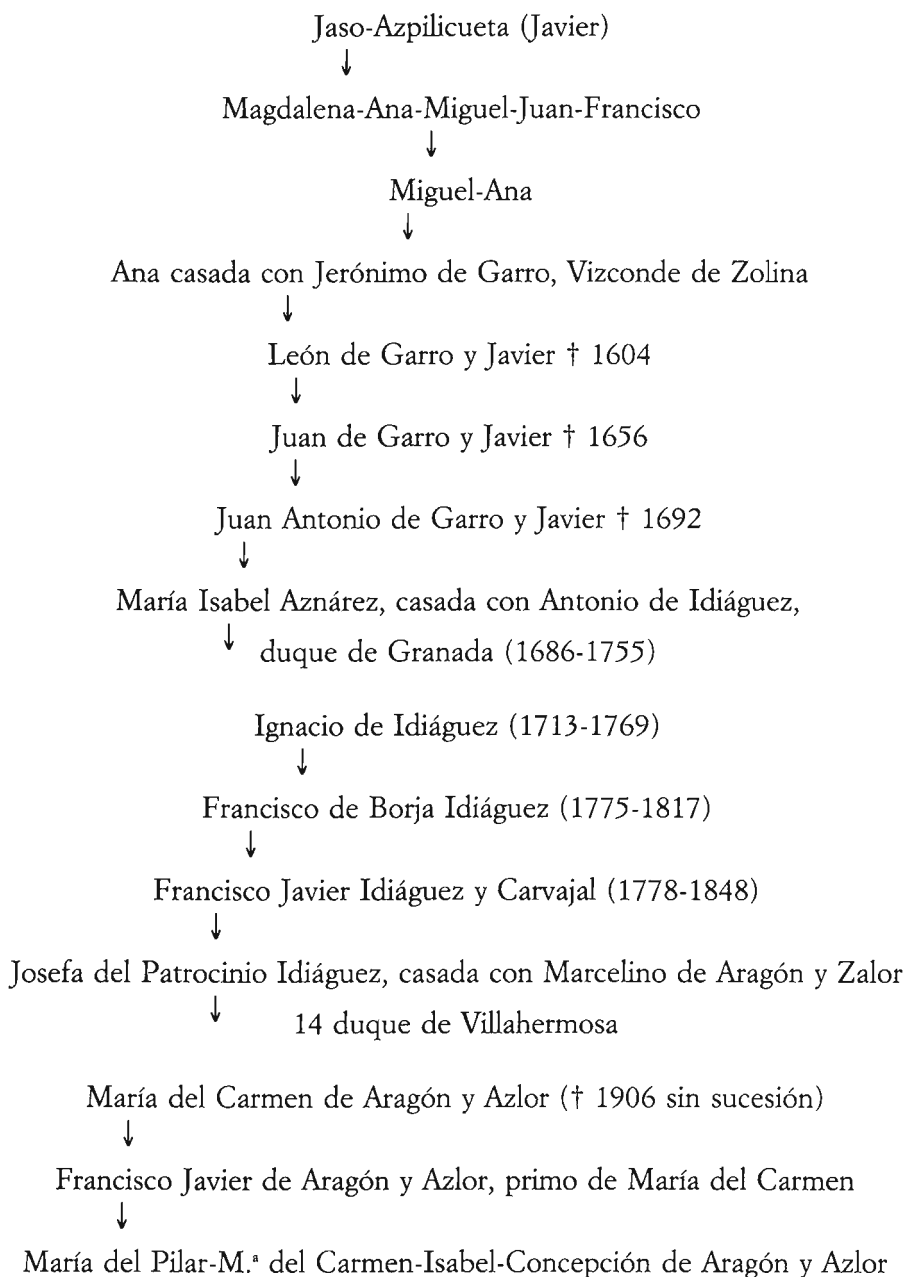 Jaso-Azpilicueta (Javier)
↓
Magdalena-Ana-Miguel-Juan-Francisco
↓
Miguel-Ana
↓
Ana casada con Jerónimo de Garro, Vizconde de Zolina
↓
León de Garro y Javier † 1604
↓
Juan de Garro y Javier † 1656
↓
Juan Antonio de Garro y Javier † 1692
↓
María Isabel Aznárez, casada con Antonio de Idiáguez,
↓ duque de Granada (1686-1755)
Ignacio de Idiáguez (1713-1769)
↓
Francisco de Borja Idiáguez (1775-1817)
↓
Francisco Javier Idiáguez y Carvajal (1778-1848)
↓
Josefa del Patrocinio Idiáguez, casada con Marcelino de Aragón y Zalor
↓ 14 duque de Villahermosa
María del Carmen de Aragón y Azlor († 1906 sin sucesión)
↓
Francisco Javier de Aragón y Azlor, primo de María del Carmen
↓
María del Pilar-M.ª del Carmen-Isabel-Concepción de Aragón y Azlor